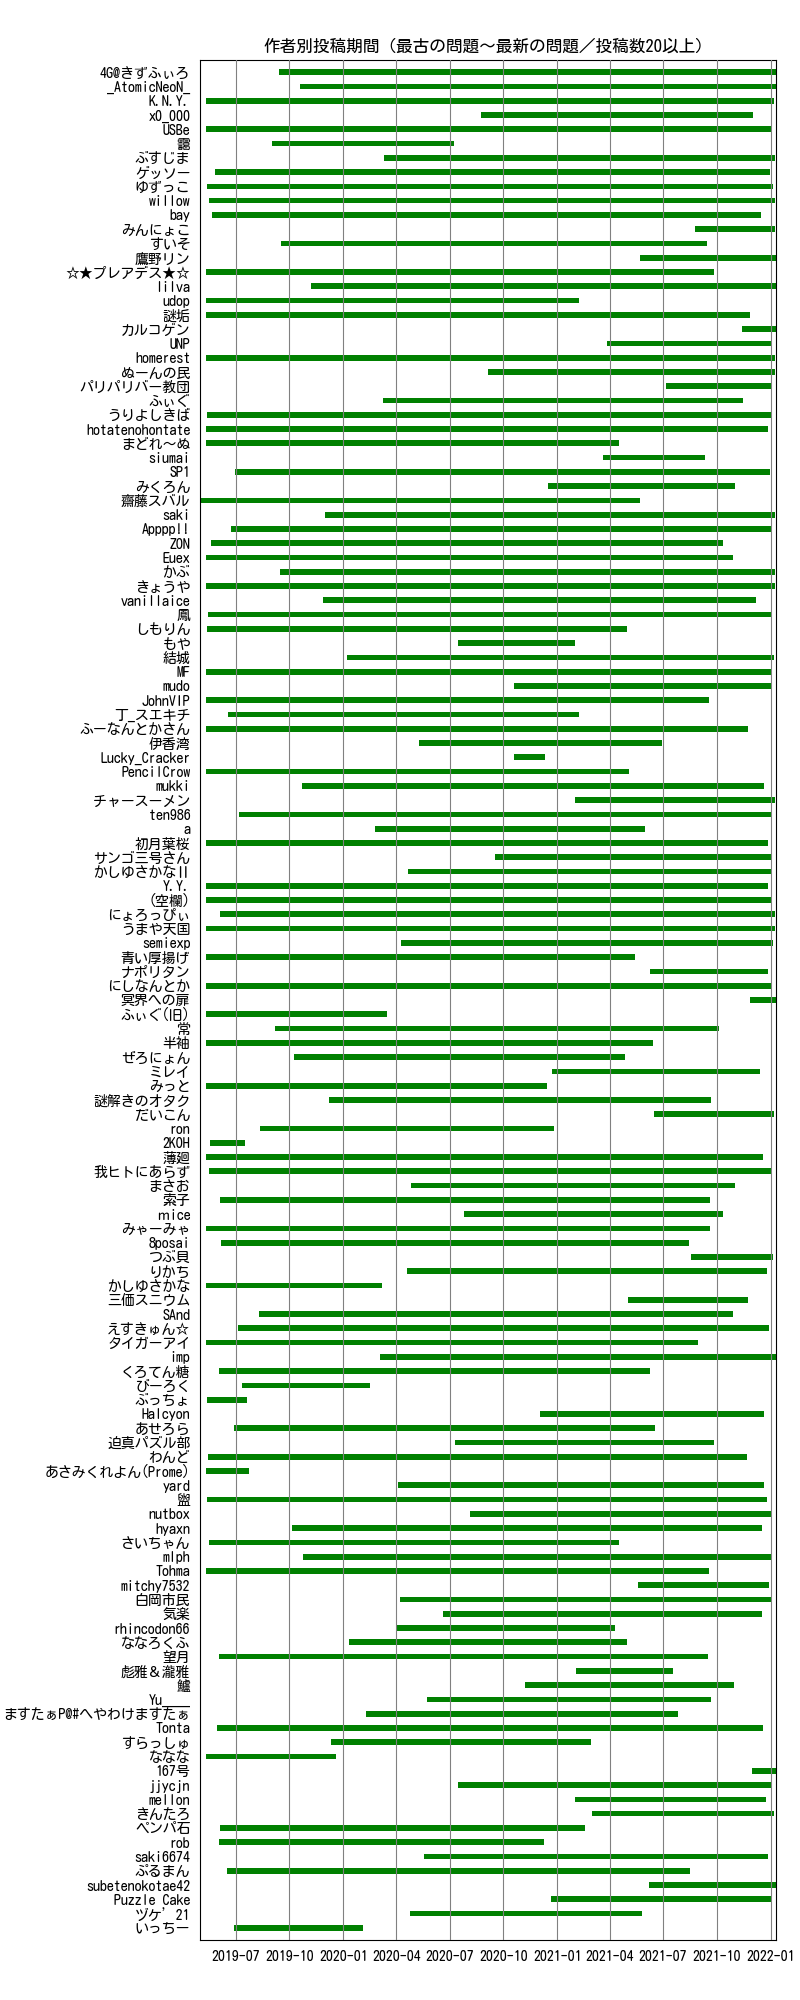 作者別投稿期間（最古の問題～最新の問題／投稿数20以上）
4G@きずふぃろ
_AtomicNeoN_
K.N.Y.
x0_000
USBe
ぶすじま
ゲッソー
ゆずっこ
willow
bay
みんにょこ
すいそ
鷹野リン
☆★プレアデス★☆
lilva
udop
謎垢
カルコゲン
UNP
homerest
ぬーんの民
パリパリバー教団
ふぃぐ
うりよしきば
hotatenohontate
まどれ～ぬ
siumai
SP1
みくろん
齋藤スバル
saki
Appppll
ZON
Euex
かぶ
きょうや
vanillaice
鳳
しもりん
もや
結城
MF
mudo
JohnVIP
丁_スエキチ
ふーなんとかさん
伊香湾
Lucky_Cracker
PencilCrow
mukki
チャースーメン
ten986
a
初月葉桜
サンゴ三号さん
かしゆさかなII
Y.Y.
(空欄)
にょろっぴぃ
うまや天国
semiexp
青い厚揚げ
ナポリタン
にしなんとか
冥界への扉
ふぃぐ(旧)
常
半袖
ぜろにょん
ミレイ
みっと
謎解きのオタク
だいこん
ron
2KOH
薄廻
我ヒトにあらず
まさお
索子
mice
みゃーみゃ
8posai
つぶ貝
りかち
かしゆさかな
三価スニウム
SAnd
えすきゅん☆
タイガーアイ
imp
くろてん糖
びーろく
ぶっちょ
Halcyon
あせろら
迫真パズル部
わんど
あさみくれよん(Prome)
yard
nutbox
hyaxn
さいちゃん
mlph
Tohma
mitchy7532
白岡市民
気楽
rhincodon66
ななろくふ
望月
彪雅＆瀧雅
鱸
Yu____
ますたぁP@#へやわけますたぁ
Tonta
すらっしゅ
ななな
167号
jjycjn
mellon
きんたろ
ペンパ石
rob
saki6674
ぷるまん
subetenokotae42
Puzzle Cake
ヅケ’21
いっちー
2019-07 2019-10 2020-01 2020-04 2020-07 2020-10 2021-01 2021-04 2021-07 2021-10 2022-01